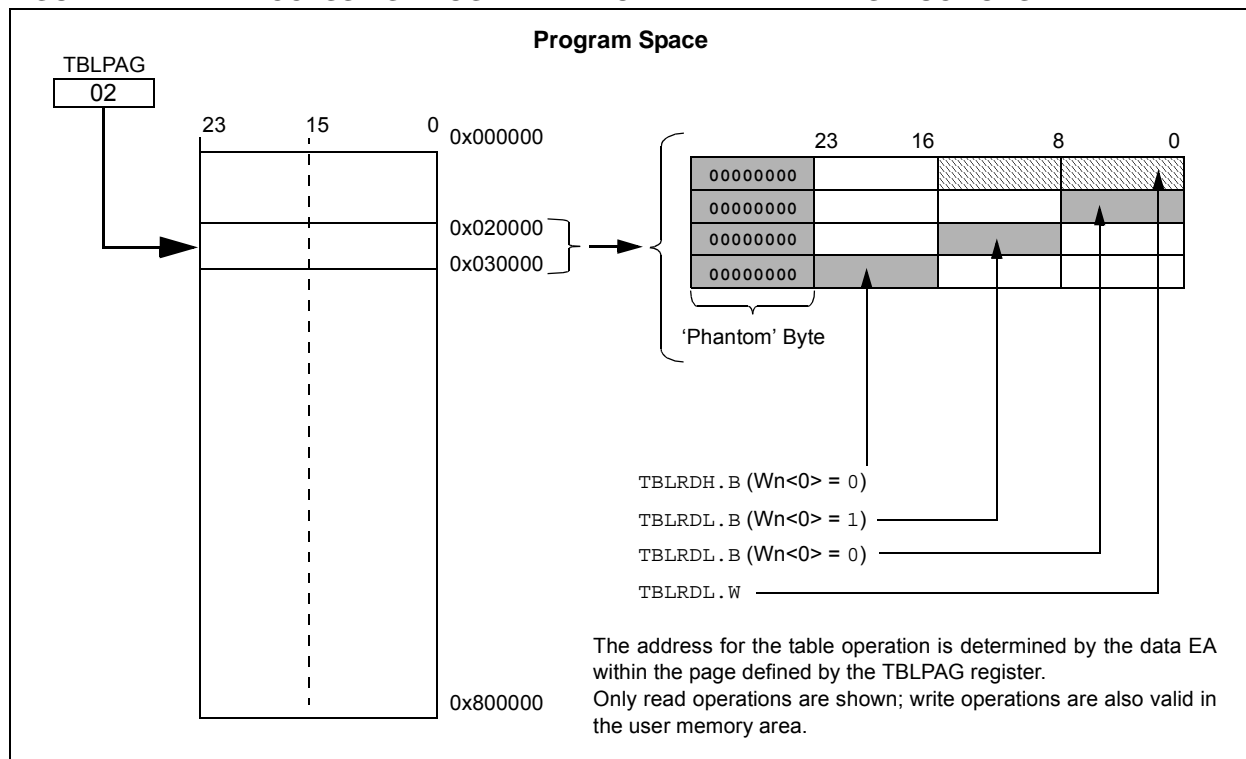 Program Space
TBLPAG
02
23 15 0
0x000000
0x020000
0x030000
0x800000
23 16 8 0
00000000
00000000
00000000
00000000
‘Phantom’ Byte
TBLRDH.B (Wn<0> = 0)
TBLRDL.B (Wn<0> = 1)
TBLRDL.B (Wn<0> = 0)
TBLRDL.W
The address for the table operation is determined by the data EA
within the page defined by the TBLPAG register.
Only read operations are shown; write operations are also valid in
the user memory area.